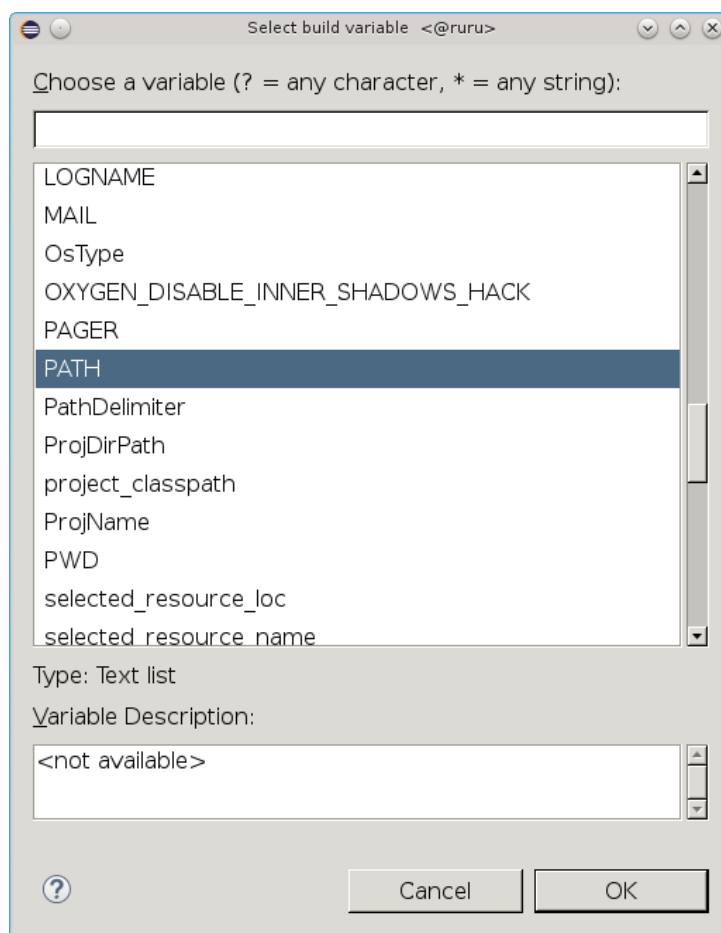 Select build variable <@ruru>
Choose a variable (? = any character, * = any string):
LOGNAME
MAIL
OsType
OXYGEN_DISABLE_INNER_SHADOWS_HACK
PAGER
PATH
PathDelimiter
ProjDirPath
project_classpath
ProjName
PWD
selected_resource_loc
selected_resource_name
Type: Text list
Variable Description:
<not available>
?
Cancel
OK